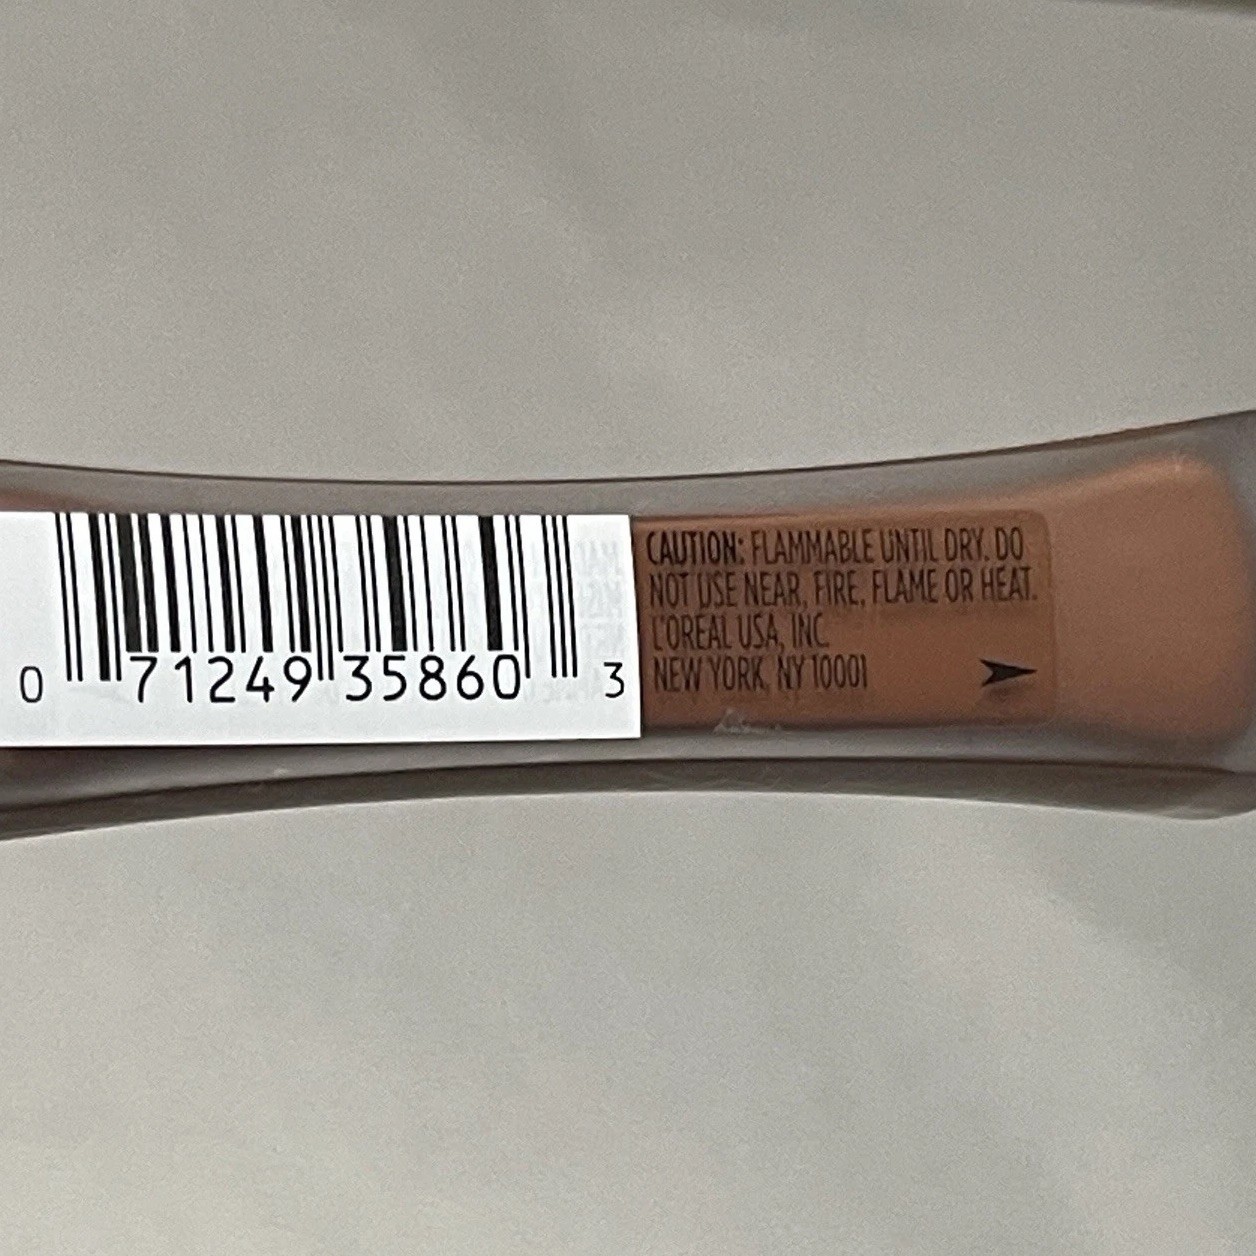 0 71249 35860 3
CAUTION: FLAMMABLE UNTIL DRY. DO
NOT USE NEAR, FIRE, FLAME OR HEAT.
L'OREAL USA, INC.
NEW YORK, NY 10001